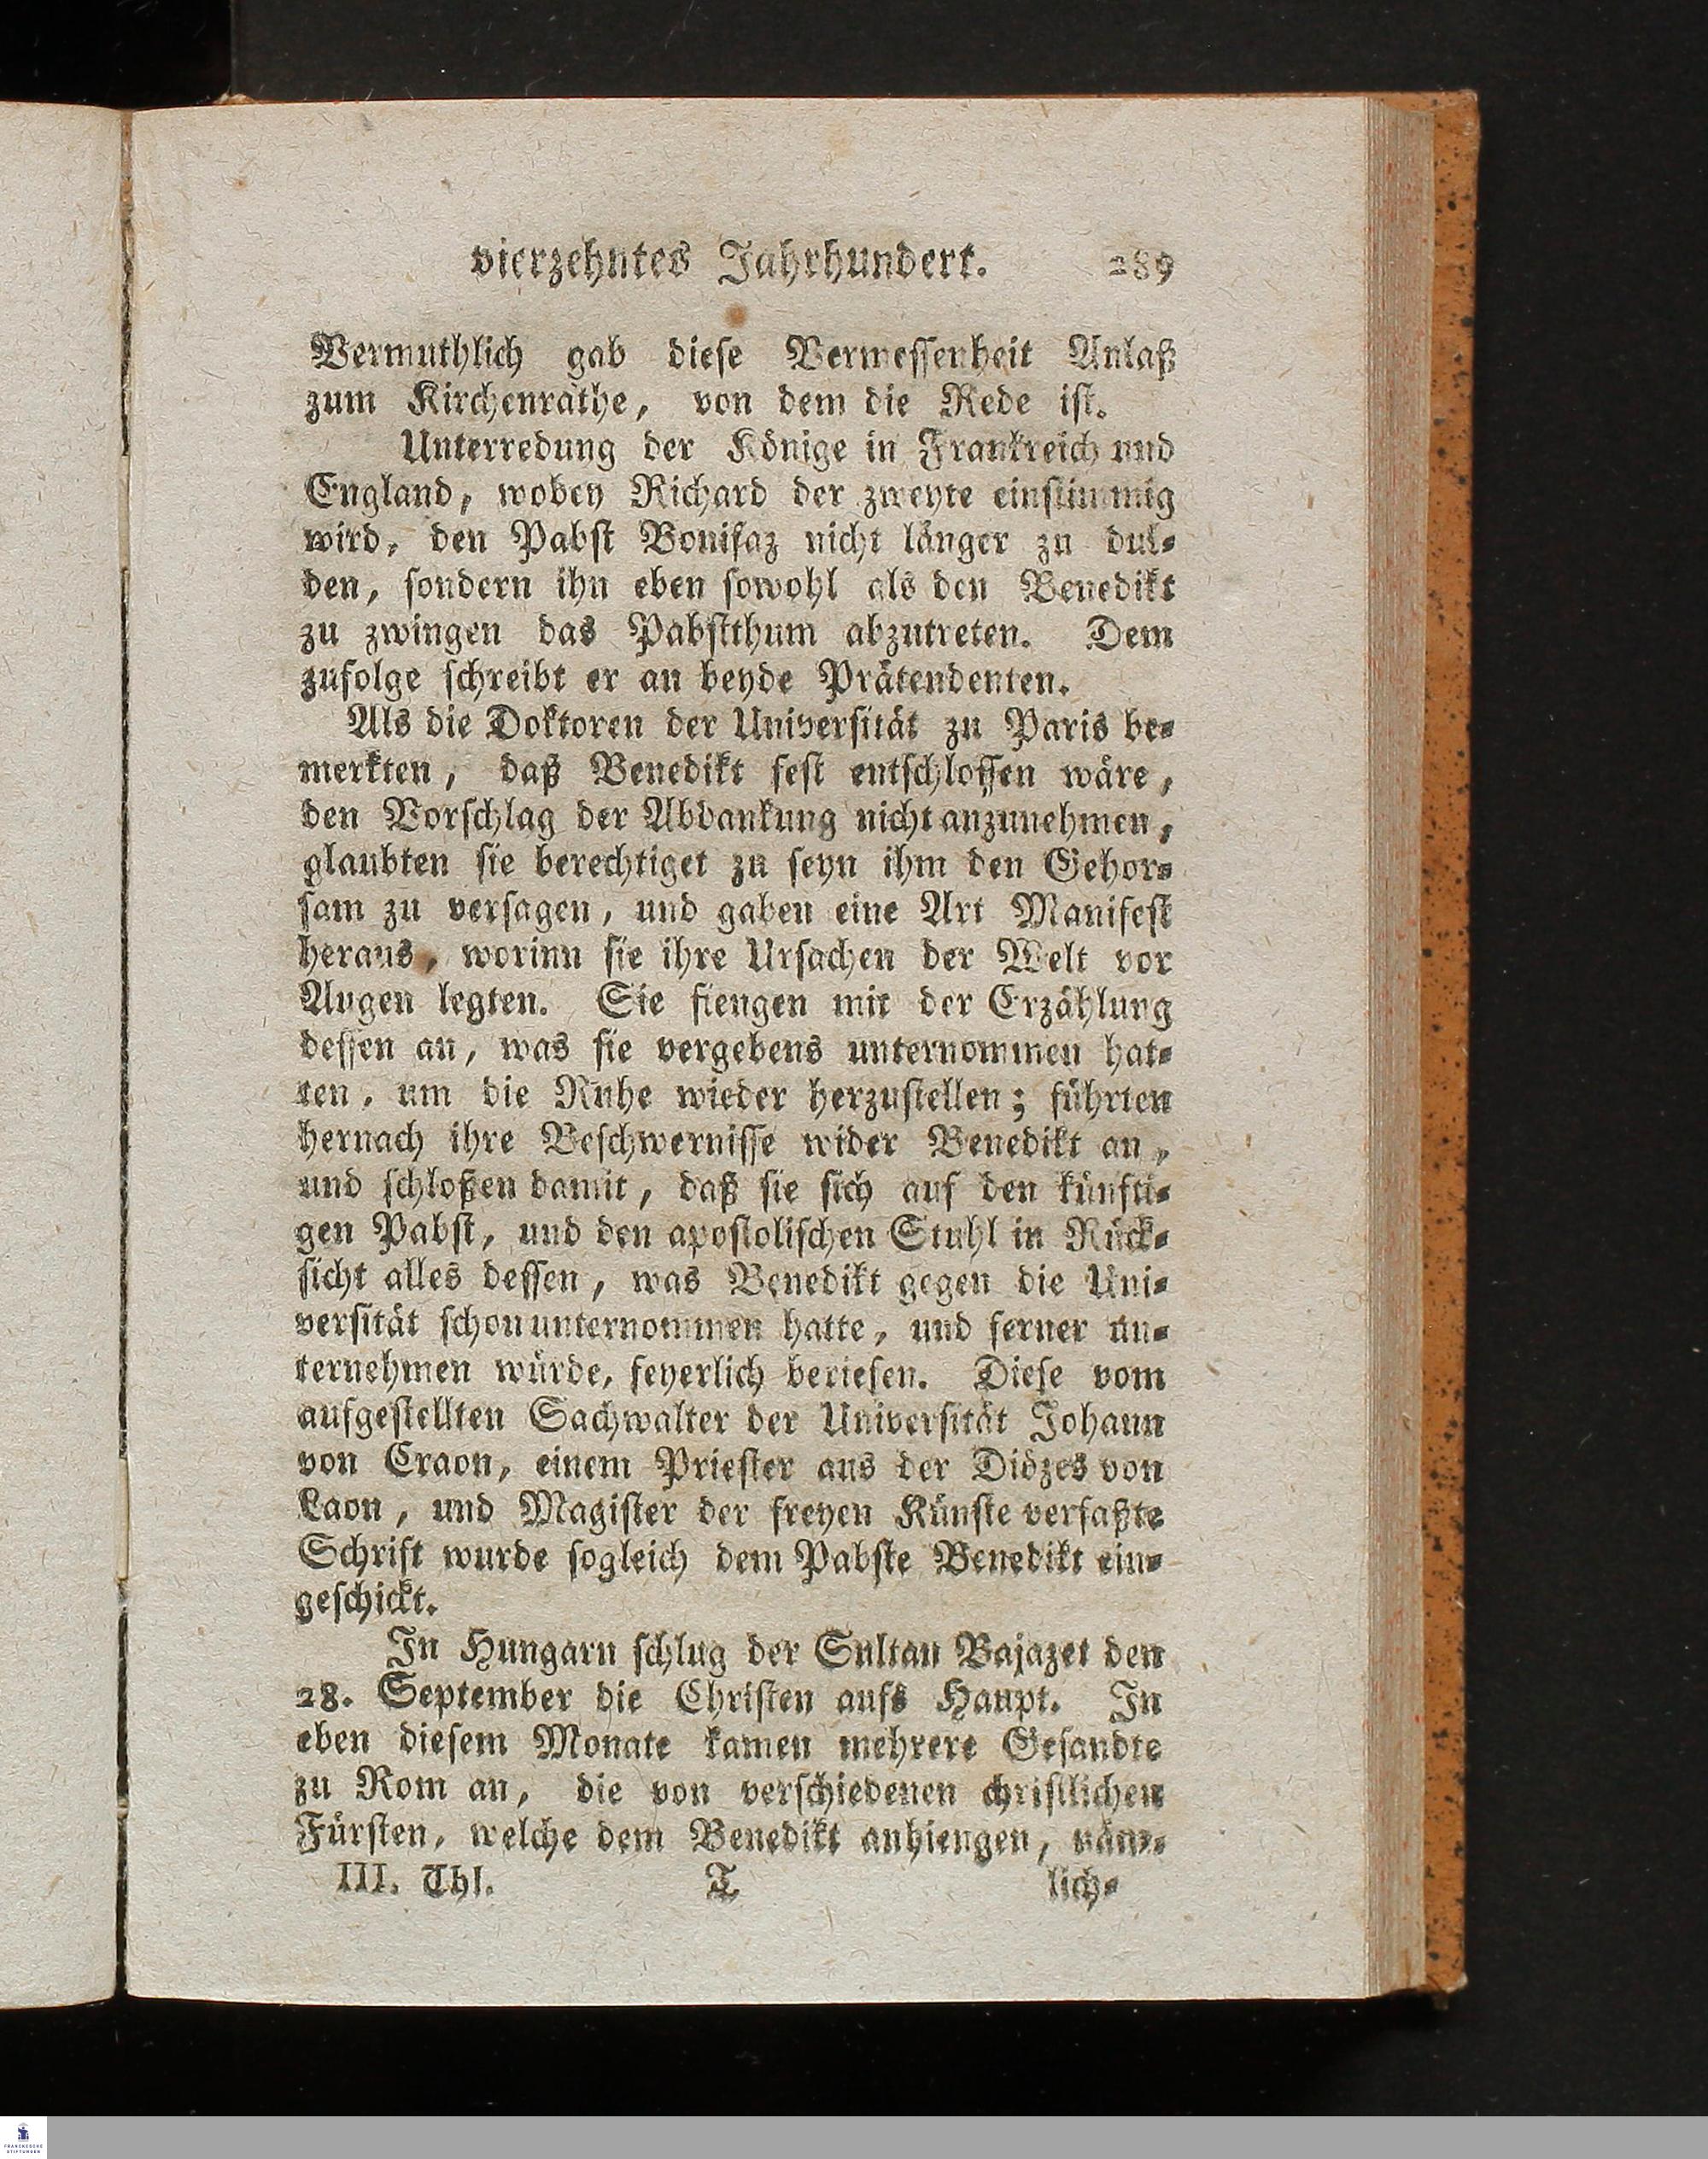 vierzehntes Jahrhundert. 289
Vermuthlich gab diese Vermessenheit Anlaß
zum Kirchenrathe, von dem die Rede ist.
Unterredung der Könige in Frankreich und
England, wobey Richard der zweyte einstimmig
wird, den Pabst Bonifaz nicht länger zu dul-
den, sondern ihn eben sowohl als den Benedikt
zu zwingen das Pabstthum abzutreten. Dem
zufolge schreibt er an beyde Prätendenten.
Als die Doktoren der Universität zu Paris be-
merkten, daß Benedikt fest entschlossen wäre,
den Vorschlag der Abdankung nicht anzunehmen,
glaubten sie berechtiget zu seyn ihm den Gehor-
sam zu versagen, und gaben eine Art Manifest
heraus, worinn sie ihre Ursachen der Welt vor
Augen legten. Sie fiengen mit der Erzählung
dessen an, was sie vergebens unternommen hat-
ten, um die Ruhe wieder herzustellen; führten
hernach ihre Beschwernisse wider Benedikt an,
und schloßen damit, daß sie sich auf den künfti-
gen Pabst, und den apostolischen Stuhl in Rück-
sicht alles dessen, was Benedikt gegen die Uni-
versität schon unternommen hatte, und ferner un-
ternehmen würde, feyerlich beriefen. Diese vom
aufgestellten Sachwalter der Universität Johann
von Craon, einem Priester aus der Diözes von
Laon, und Magister der freyen Künste verfaßte
Schrift wurde sogleich dem Pabste Benedikt ein-
geschickt.
In Hungarn schlug der Sultan Bajazet den
28. September die Christen aufs Haupt. In
eben diesem Monate kamen mehrere Gesandte
zu Rom an, die von verschiedenen christlichen
Fürsten, welche dem Benedikt anhiengen, näm-
III. Thl. T lich-
FRANCKESCHE
STIFTUNGEN